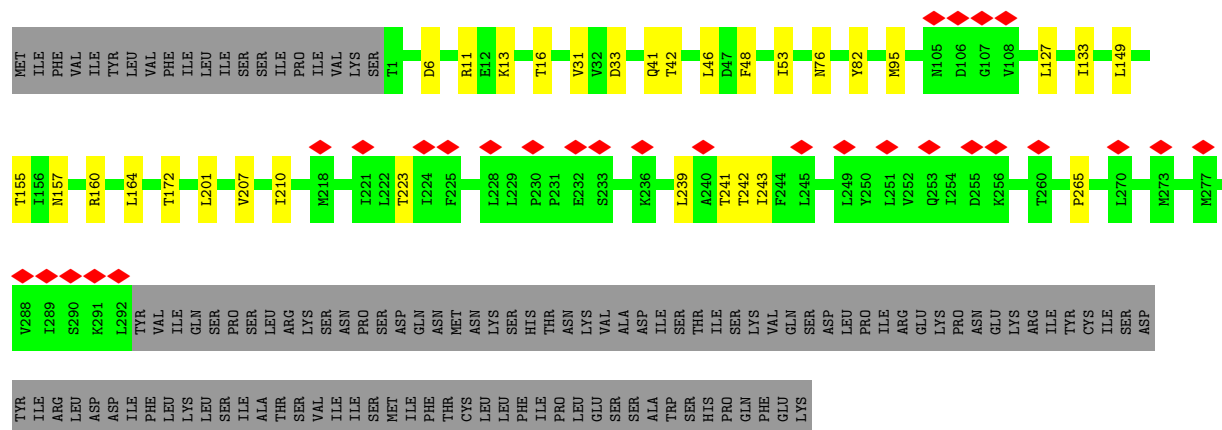 MET ILE PHE VAL ILE TYR LEU VAL PHE ILE LEU ILE SER SER ILE PRO ILE VAL LYS SER T1 D6 R11 E12 K13 T16 V31 V32 D33 Q41 T42 L46 D47 F48 I53 N76 Y82 M95 N105 D106 G107 V108 L127 I133 L149
T155 I156 N157 R160 L164 T172 L201 V207 I210 M218 I221 L222 T223 I224 F225 L228 L229 P230 P231 E232 S233 K236 L239 A240 T241 T242 I243 F244 L245 L249 Y250 L251 V252 Q253 I254 D255 K256 T260 P265 L270 M273 M277
V288 I289 S290 K291 L292 TYR VAL ILE GLN SER PRO SER LEU ARG LYS SER ASN PRO SER ASP GLN ASN MET ASN LYS SER HIS THR ASN LYS VAL ALA ASP ILE SER THR ILE SER LYS VAL GLN SER ASP LEU PRO ILE ARG GLU LYS PRO ASN GLU LYS ARG ILE TYR CYS ILE SER ASP
TYR ILE ARG LEU ASP ASP ILE PHE LEU LYS LEU SER ILE ALA THR SER VAL ILE ILE SER MET ILE PHE THR CYS LEU LEU PHE ILE PRO LEU GLU SER SER ALA TRP SER HIS PRO GLN PHE GLU LYS